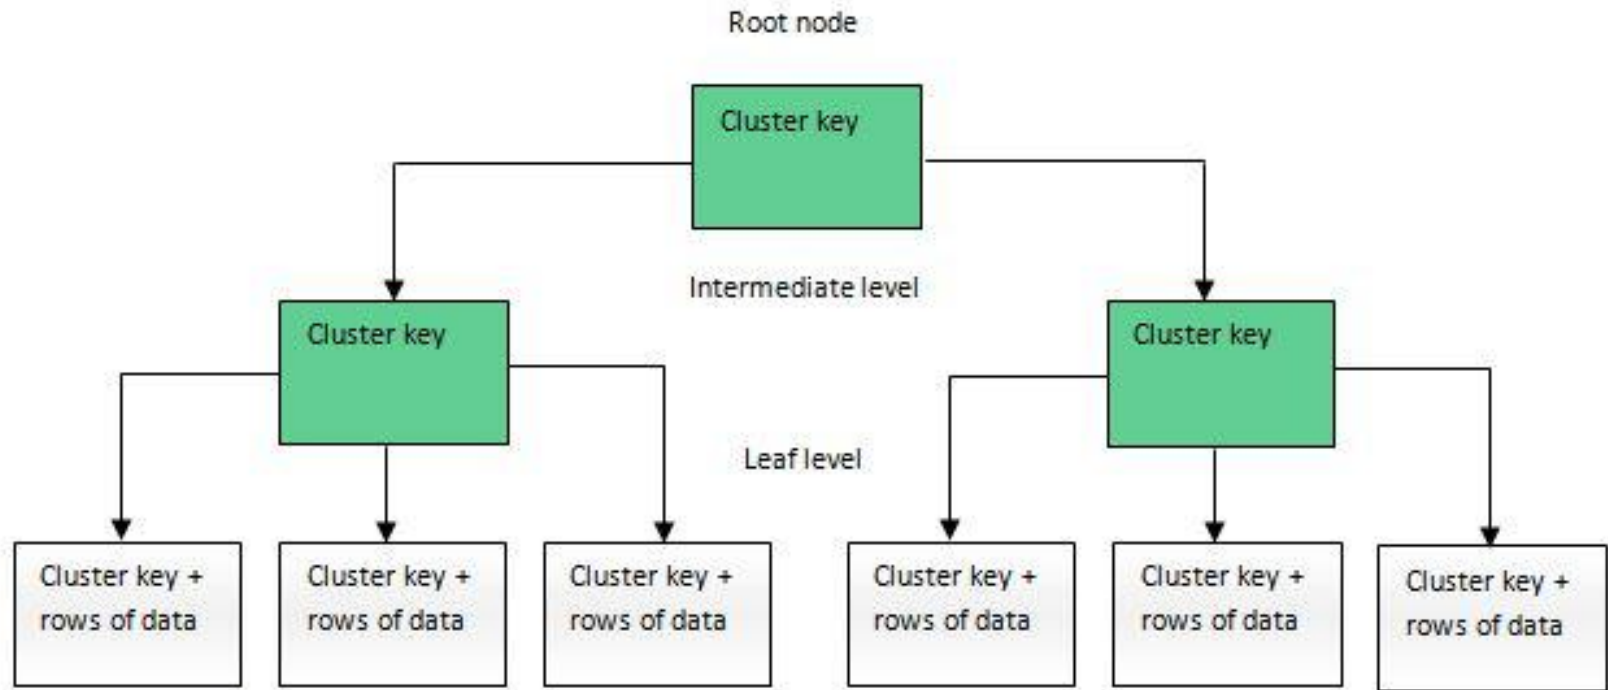 Root node
Cluster key
Intermediate level
Cluster key
Cluster key
Leaf level
Cluster key +
rows of data
Cluster key +
rows of data
Cluster key +
rows of data
Cluster key +
rows of data
Cluster key +
rows of data
Cluster key +
rows of data